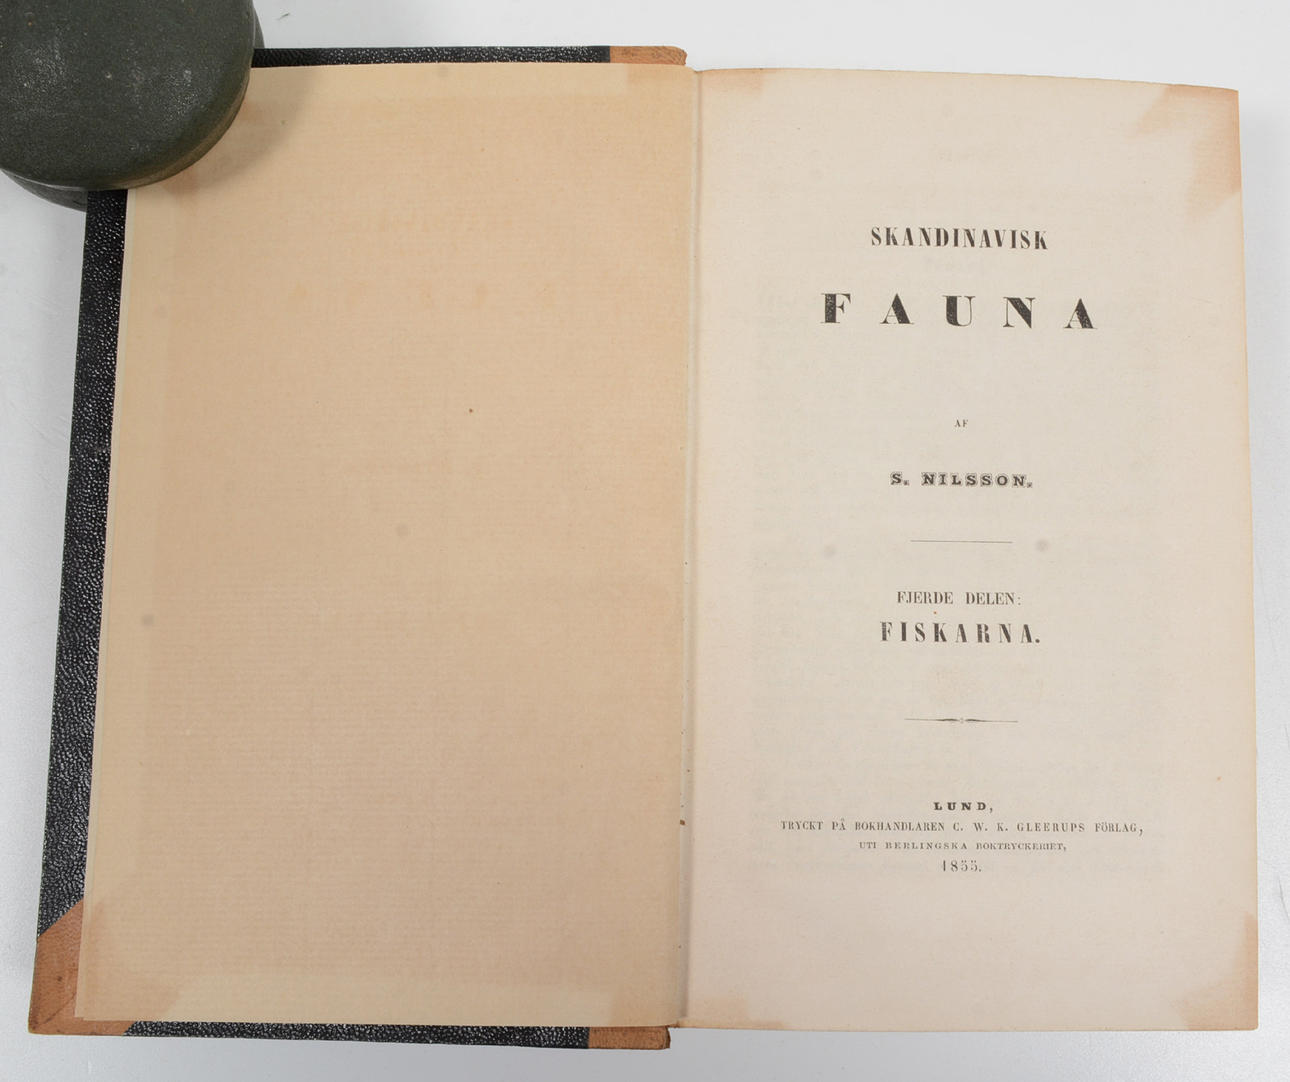 SKANDINAVISK
FAUNA
AF
S. NILSSON.
FJERDE DELEN:
FISKARNA.
LUND,
TRYCKT PÅ BOKHANDLAREN C. W. K. GLEERUPS FÖRLAG,
UTI BERLINGSKA BOKTRYCKERIET,
1855.